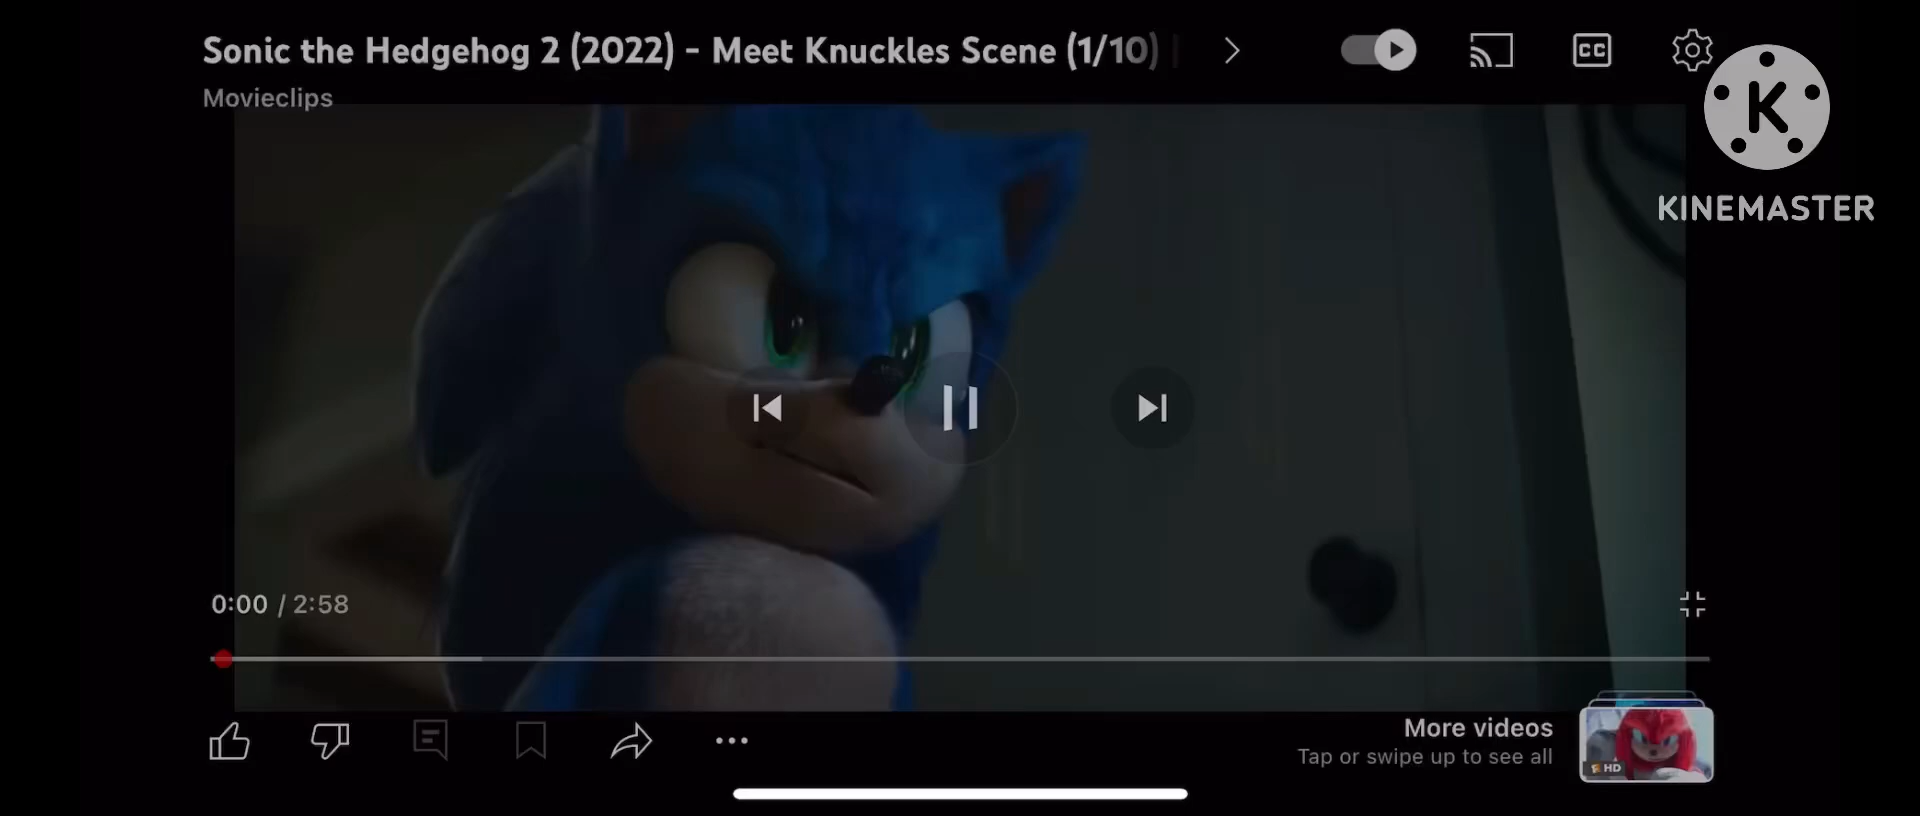 Sonic the Hedgehog 2 (2022) - Meet Knuckles Scene (1/10)
CC
Movieclips
K
KINEMASTER
0:00 / 2:58
More videos
Tap or swipe up to see all
HD